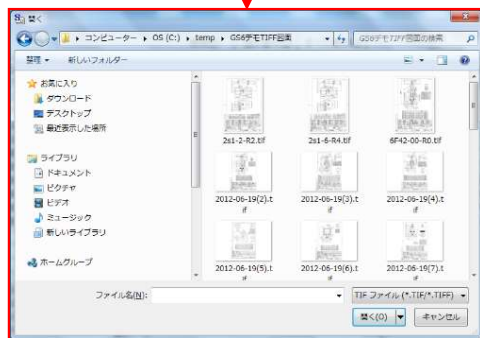 開く
コンピューター ▸ OS (C:) ▸ temp ▸ GS6デモTIFF図面
GS6デモTIFF図面の検索
整理 新しいフォルダー
お気に入り
ダウンロード
デスクトップ
最近表示した場所
ライブラリ
ドキュメント
ピクチャ
ビデオ
ミュージック
新しいライブラリ
ホームグループ
2s1-2-R2.tif
2s1-6-R4.tif
6F42-00-R0.tif
2012-06-19(2).t
if
2012-06-19(3).t
if
2012-06-19(4).t
if
2012-06-19(5).t
if
2012-06-19(6).t
if
2012-06-19(7).t
if
ファイル名(N):
TIF ファイル (*.TIF/*.TIFF)
開く(O)
キャンセル